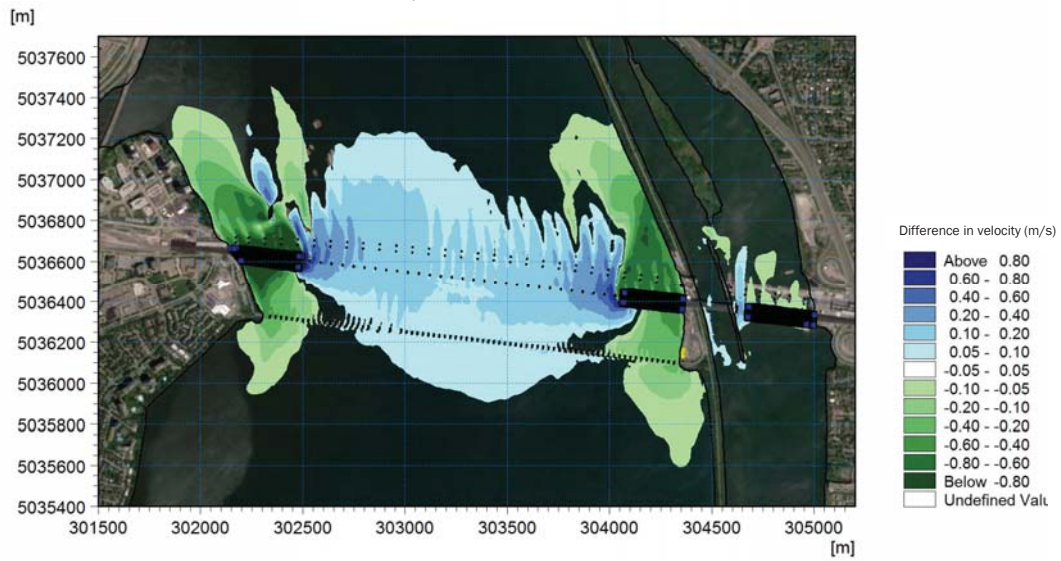 [m]
5037600
5037400
5037200
5037000
5036800
5036600
5036400
5036200
5036000
5035800
5035600
5035400
301500 302000 302500 303000 303500 304000 304500 305000
[m]
Difference in velocity (m/s)
Above 0.80
0.60 - 0.80
0.40 - 0.60
0.20 - 0.40
0.10 - 0.20
0.05 - 0.10
-0.05 - 0.05
-0.10 - -0.05
-0.20 - -0.10
-0.40 - -0.20
-0.60 - -0.40
-0.80 - -0.60
Below -0.80
Undefined Valu